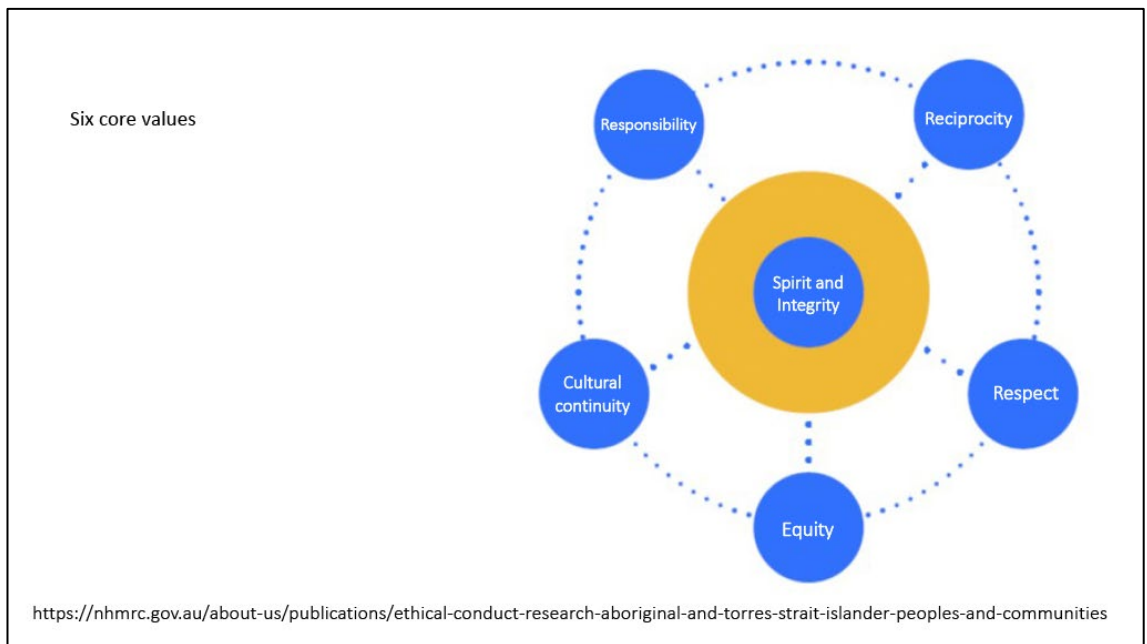 Six core values
Responsibility
Reciprocity
Spirit and
Integrity
Cultural
continuity
Respect
Equity
https://nhmrc.gov.au/about-us/publications/ethical-conduct-research-aboriginal-and-torres-strait-islander-peoples-and-communities